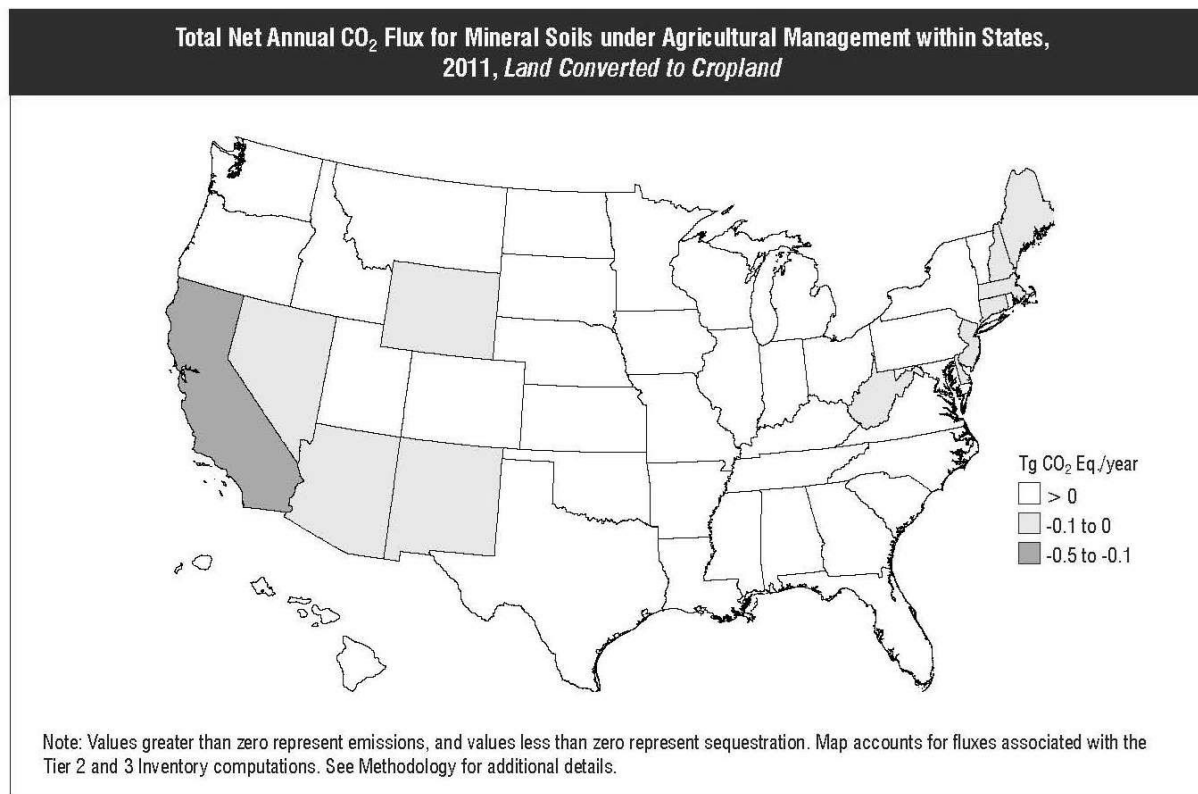 Total Net Annual CO₂ Flux for Mineral Soils under Agricultural Management within States,
2011, Land Converted to Cropland
Tg CO₂ Eq./year
> 0
-0.1 to 0
-0.5 to -0.1
Note: Values greater than zero represent emissions, and values less than zero represent sequestration. Map accounts for fluxes associated with the
Tier 2 and 3 Inventory computations. See Methodology for additional details.